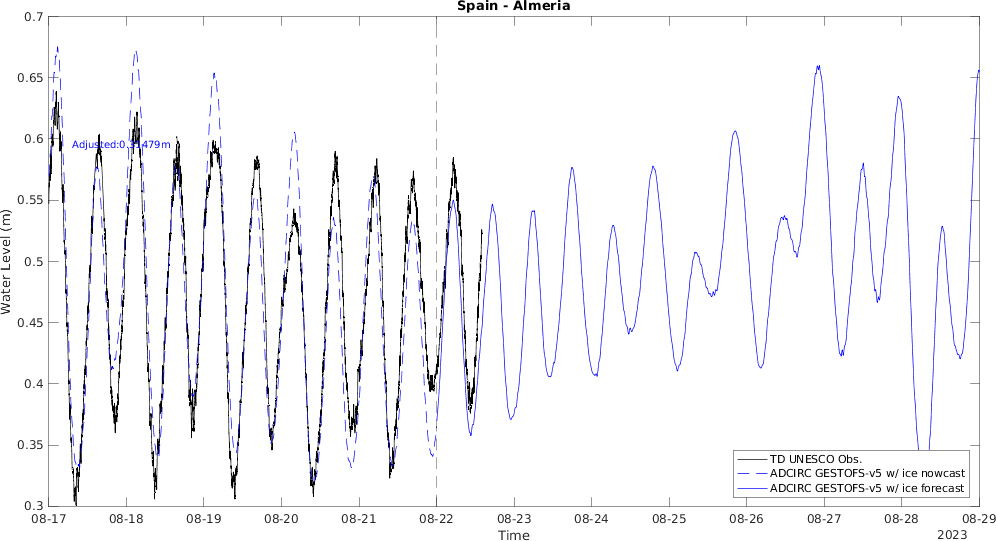 Spain - Almeria
0.7
0.65
0.6
0.55
0.5
0.45
0.4
0.35
0.3
Water Level (m)
TD UNESCO Obs.
ADCIRC GESTOFS-v5 w/ ice nowcast
ADCIRC GESTOFS-v5 w/ ice forecast
08-17 08-18 08-19 08-20 08-21 08-22 08-23 08-24 08-25 08-26 08-27 08-28 08-29
Time
2023